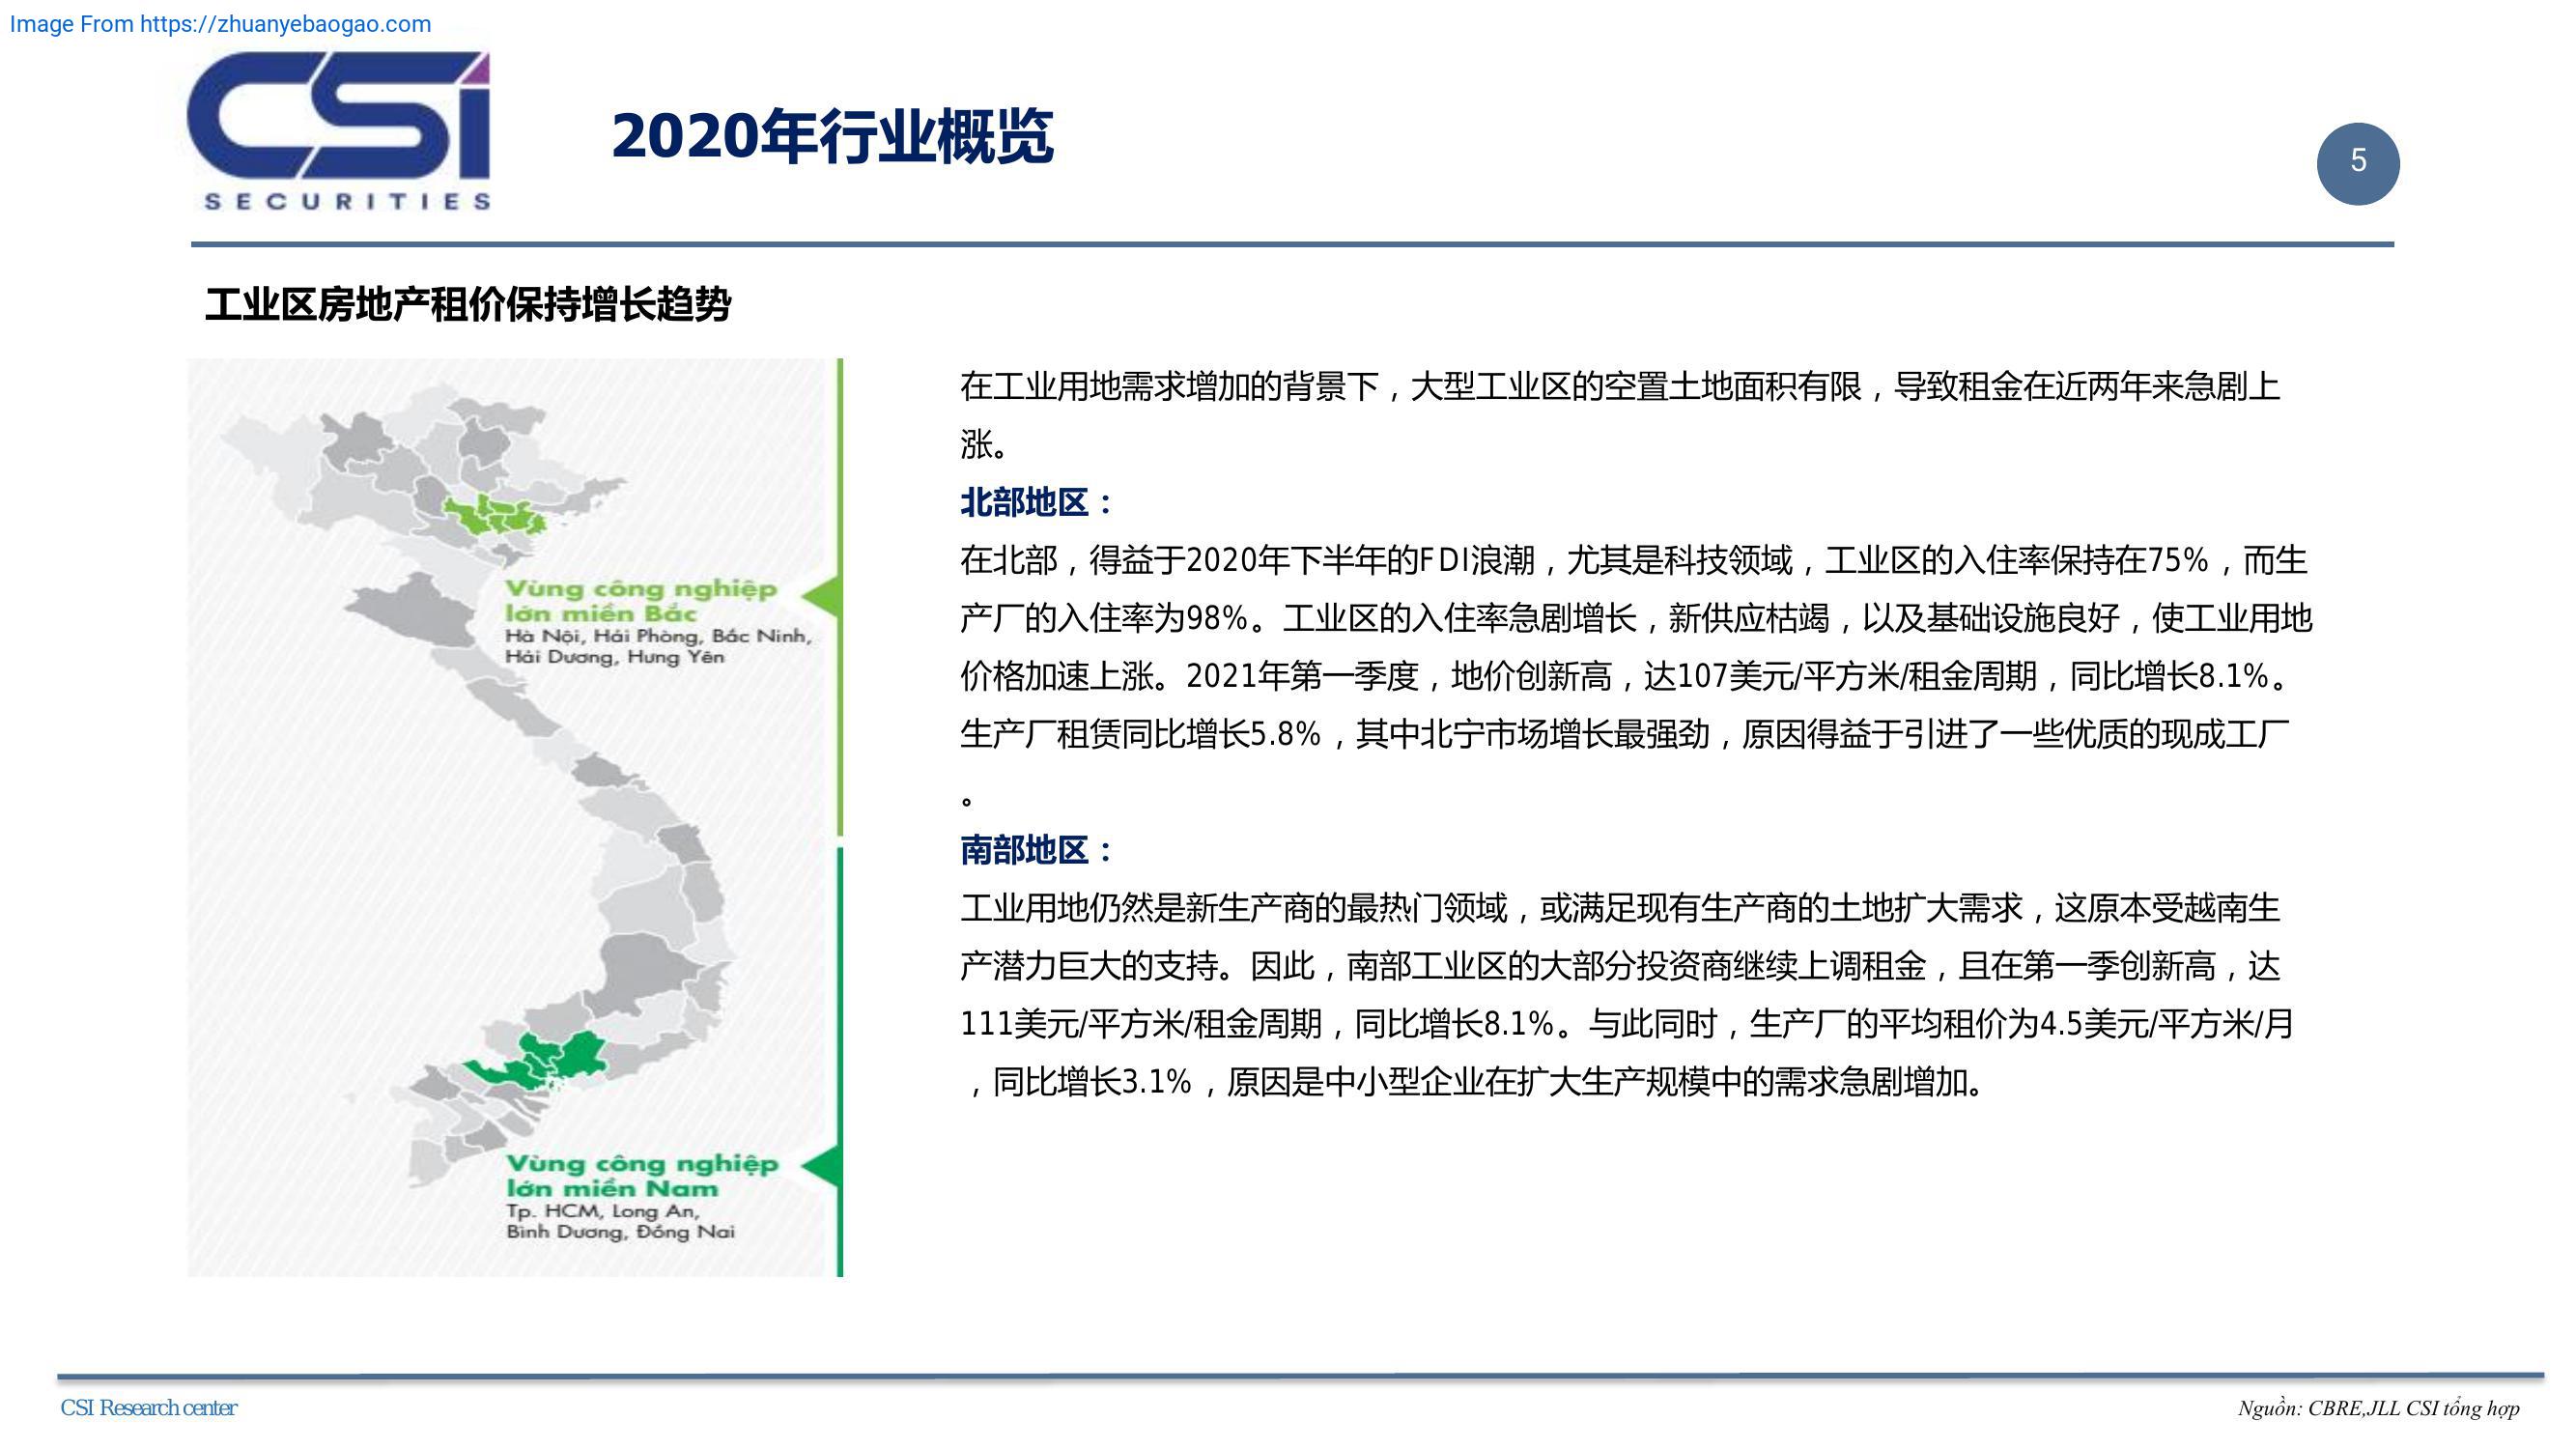 Image From https://zhuanyebaogao.com
CSi
SECURITIES
2020年行业概览
5
工业区房地产租价保持增长趋势
Vùng công nghiệp
lớn miền Bắc
Hà Nội, Hải Phòng, Bắc Ninh,
Hải Dương, Hưng Yên
Vùng công nghiệp
lớn miền Nam
Tp. HCM, Long An,
Bình Dương, Đồng Nai
在工业用地需求增加的背景下，大型工业区的空置土地面积有限，导致租金在近两年来急剧上
涨。
北部地区：
在北部，得益于2020年下半年的FDI浪潮，尤其是科技领域，工业区的入住率保持在75%，而生
产厂的入住率为98%。工业区的入住率急剧增长，新供应枯竭，以及基础设施良好，使工业用地
价格加速上涨。2021年第一季度，地价创新高，达107美元/平方米/租金周期，同比增长8.1%。
生产厂租赁同比增长5.8%，其中北宁市场增长最强劲，原因得益于引进了一些优质的现成工厂
。
南部地区：
工业用地仍然是新生产商的最热门领域，或满足现有生产商的土地扩大需求，这原本受越南生
产潜力巨大的支持。因此，南部工业区的大部分投资商继续上调租金，且在第一季创新高，达
111美元/平方米/租金周期，同比增长8.1%。与此同时，生产厂的平均租价为4.5美元/平方米/月
，同比增长3.1%，原因是中小型企业在扩大生产规模中的需求急剧增加。
CSI Research center
Nguồn: CBRE,JLL CSI tổng hợp